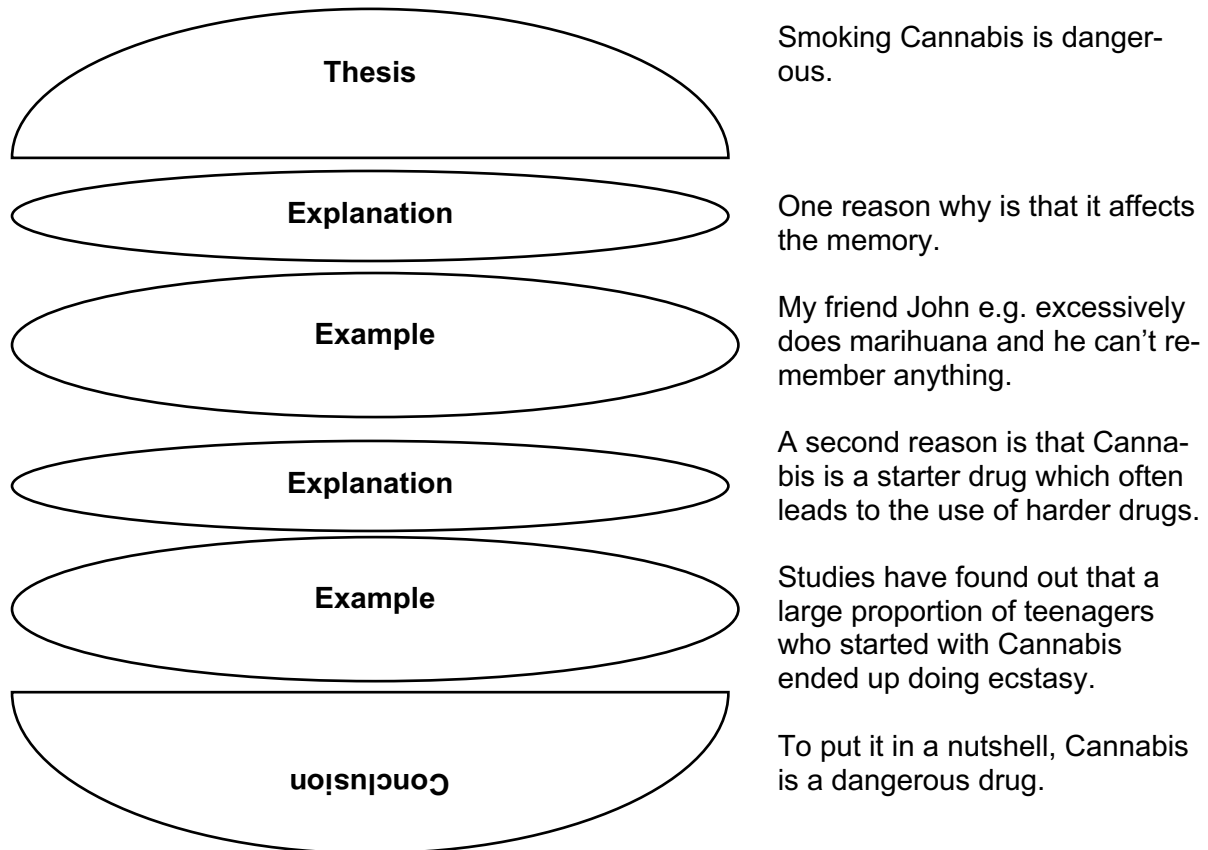 Thesis
Smoking Cannabis is danger-
ous.
Explanation
One reason why is that it affects
the memory.
Example
My friend John e.g. excessively
does marihuana and he can’t re-
member anything.
Explanation
A second reason is that Canna-
bis is a starter drug which often
leads to the use of harder drugs.
Example
Studies have found out that a
large proportion of teenagers
who started with Cannabis
ended up doing ecstasy.
Conclusion
To put it in a nutshell, Cannabis
is a dangerous drug.